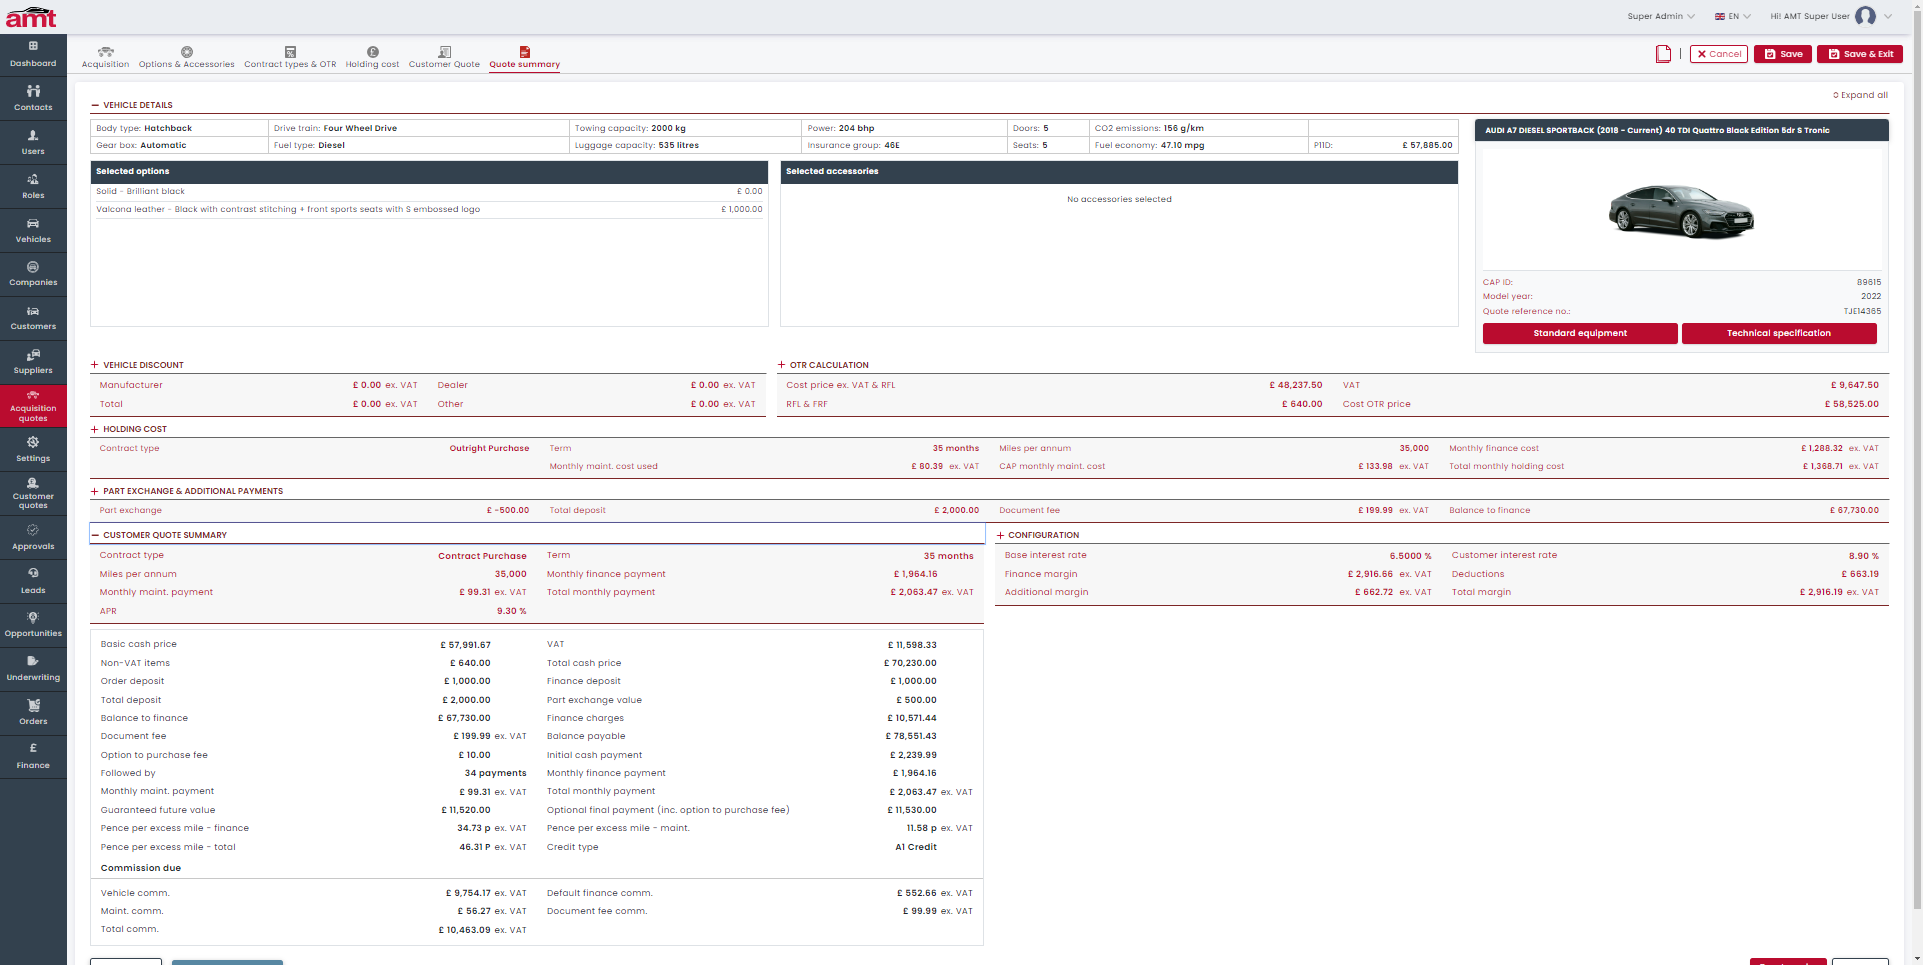 amt
Super Admin EN Hi! AMT Super User
Dashboard
Contacts
Users
Roles
Vehicles
Companies
Customers
Suppliers
Acquisition
quotes
Settings
Customer
quotes
Approvals
Leads
Opportunities
Underwriting
Orders
Finance
Acquisition Options & Accessories Contract types & OTR Holding cost Customer Quote Quote summary
Cancel Save Save & Exit
Expand all
VEHICLE DETAILS
Body type: Hatchback Drive train: Four Wheel Drive Towing capacity: 2000 kg Power: 204 bhp Doors: 5 CO2 emissions: 156 g/km
Gear box: Automatic Fuel type: Diesel Luggage capacity: 535 litres Insurance group: 46E Seats: 5 Fuel economy: 47.10 mpg P11D: £ 57,885.00
Selected options
Solid - Brilliant black £ 0.00
Valcona leather - Black with contrast stitching + front sports seats with S embossed logo £ 1,000.00
Selected accessories
No accessories selected
AUDI A7 DIESEL SPORTBACK (2018 - Current) 40 TDI Quattro Black Edition 5dr S Tronic
CAP ID: 89615
Model year: 2022
Quote reference no.: TJE14365
Standard equipment Technical specification
VEHICLE DISCOUNT
Manufacturer £ 0.00 ex. VAT Dealer £ 0.00 ex. VAT
Total £ 0.00 ex. VAT Other £ 0.00 ex. VAT
OTR CALCULATION
Cost price ex. VAT & RFL £ 48,237.50 VAT £ 9,647.50
RFL & FRF £ 640.00 Cost OTR price £ 58,525.00
HOLDING COST
Contract type Outright Purchase Term 35 months Miles per annum 35,000 Monthly finance cost £ 1,288.32 ex. VAT
Monthly maint. cost used £ 80.39 ex. VAT CAP monthly maint. cost £ 133.98 ex. VAT Total monthly holding cost £ 1,368.71 ex. VAT
PART EXCHANGE & ADDITIONAL PAYMENTS
Part exchange £ -500.00 Total deposit £ 2,000.00 Document fee £ 199.99 ex. VAT Balance to finance £ 67,730.00
CUSTOMER QUOTE SUMMARY
Contract type Contract Purchase Term 35 months
Miles per annum 35,000 Monthly finance payment £ 1,964.16
Monthly maint. payment £ 99.31 ex. VAT Total monthly payment £ 2,063.47 ex. VAT
APR 9.30 %
CONFIGURATION
Base interest rate 6.5000 % Customer interest rate 8.90 %
Finance margin £ 2,916.66 ex. VAT Deductions £ 663.19
Additional margin £ 662.72 ex. VAT Total margin £ 2,916.19 ex. VAT
Basic cash price £ 57,991.67 VAT £ 11,598.33
Non-VAT items £ 640.00 Total cash price £ 70,230.00
Order deposit £ 1,000.00 Finance deposit £ 1,000.00
Total deposit £ 2,000.00 Part exchange value £ 500.00
Balance to finance £ 67,730.00 Finance charges £ 10,571.44
Document fee £ 199.99 ex. VAT Balance payable £ 78,551.43
Option to purchase fee £ 10.00 Initial cash payment £ 2,239.99
Followed by 34 payments Monthly finance payment £ 1,964.16
Monthly maint. payment £ 99.31 ex. VAT Total monthly payment £ 2,063.47 ex. VAT
Guaranteed future value £ 11,520.00 Optional final payment (inc. option to purchase fee) £ 11,530.00
Pence per excess mile - finance 34.73 p ex. VAT Pence per excess mile - maint. 11.58 p ex. VAT
Pence per excess mile - total 46.31 P ex. VAT Credit type A1 Credit
Commission due
Vehicle comm. £ 9,754.17 ex. VAT Default finance comm. £ 552.66 ex. VAT
Maint. comm. £ 56.27 ex. VAT Document fee comm. £ 99.99 ex. VAT
Total comm. £ 10,463.09 ex. VAT